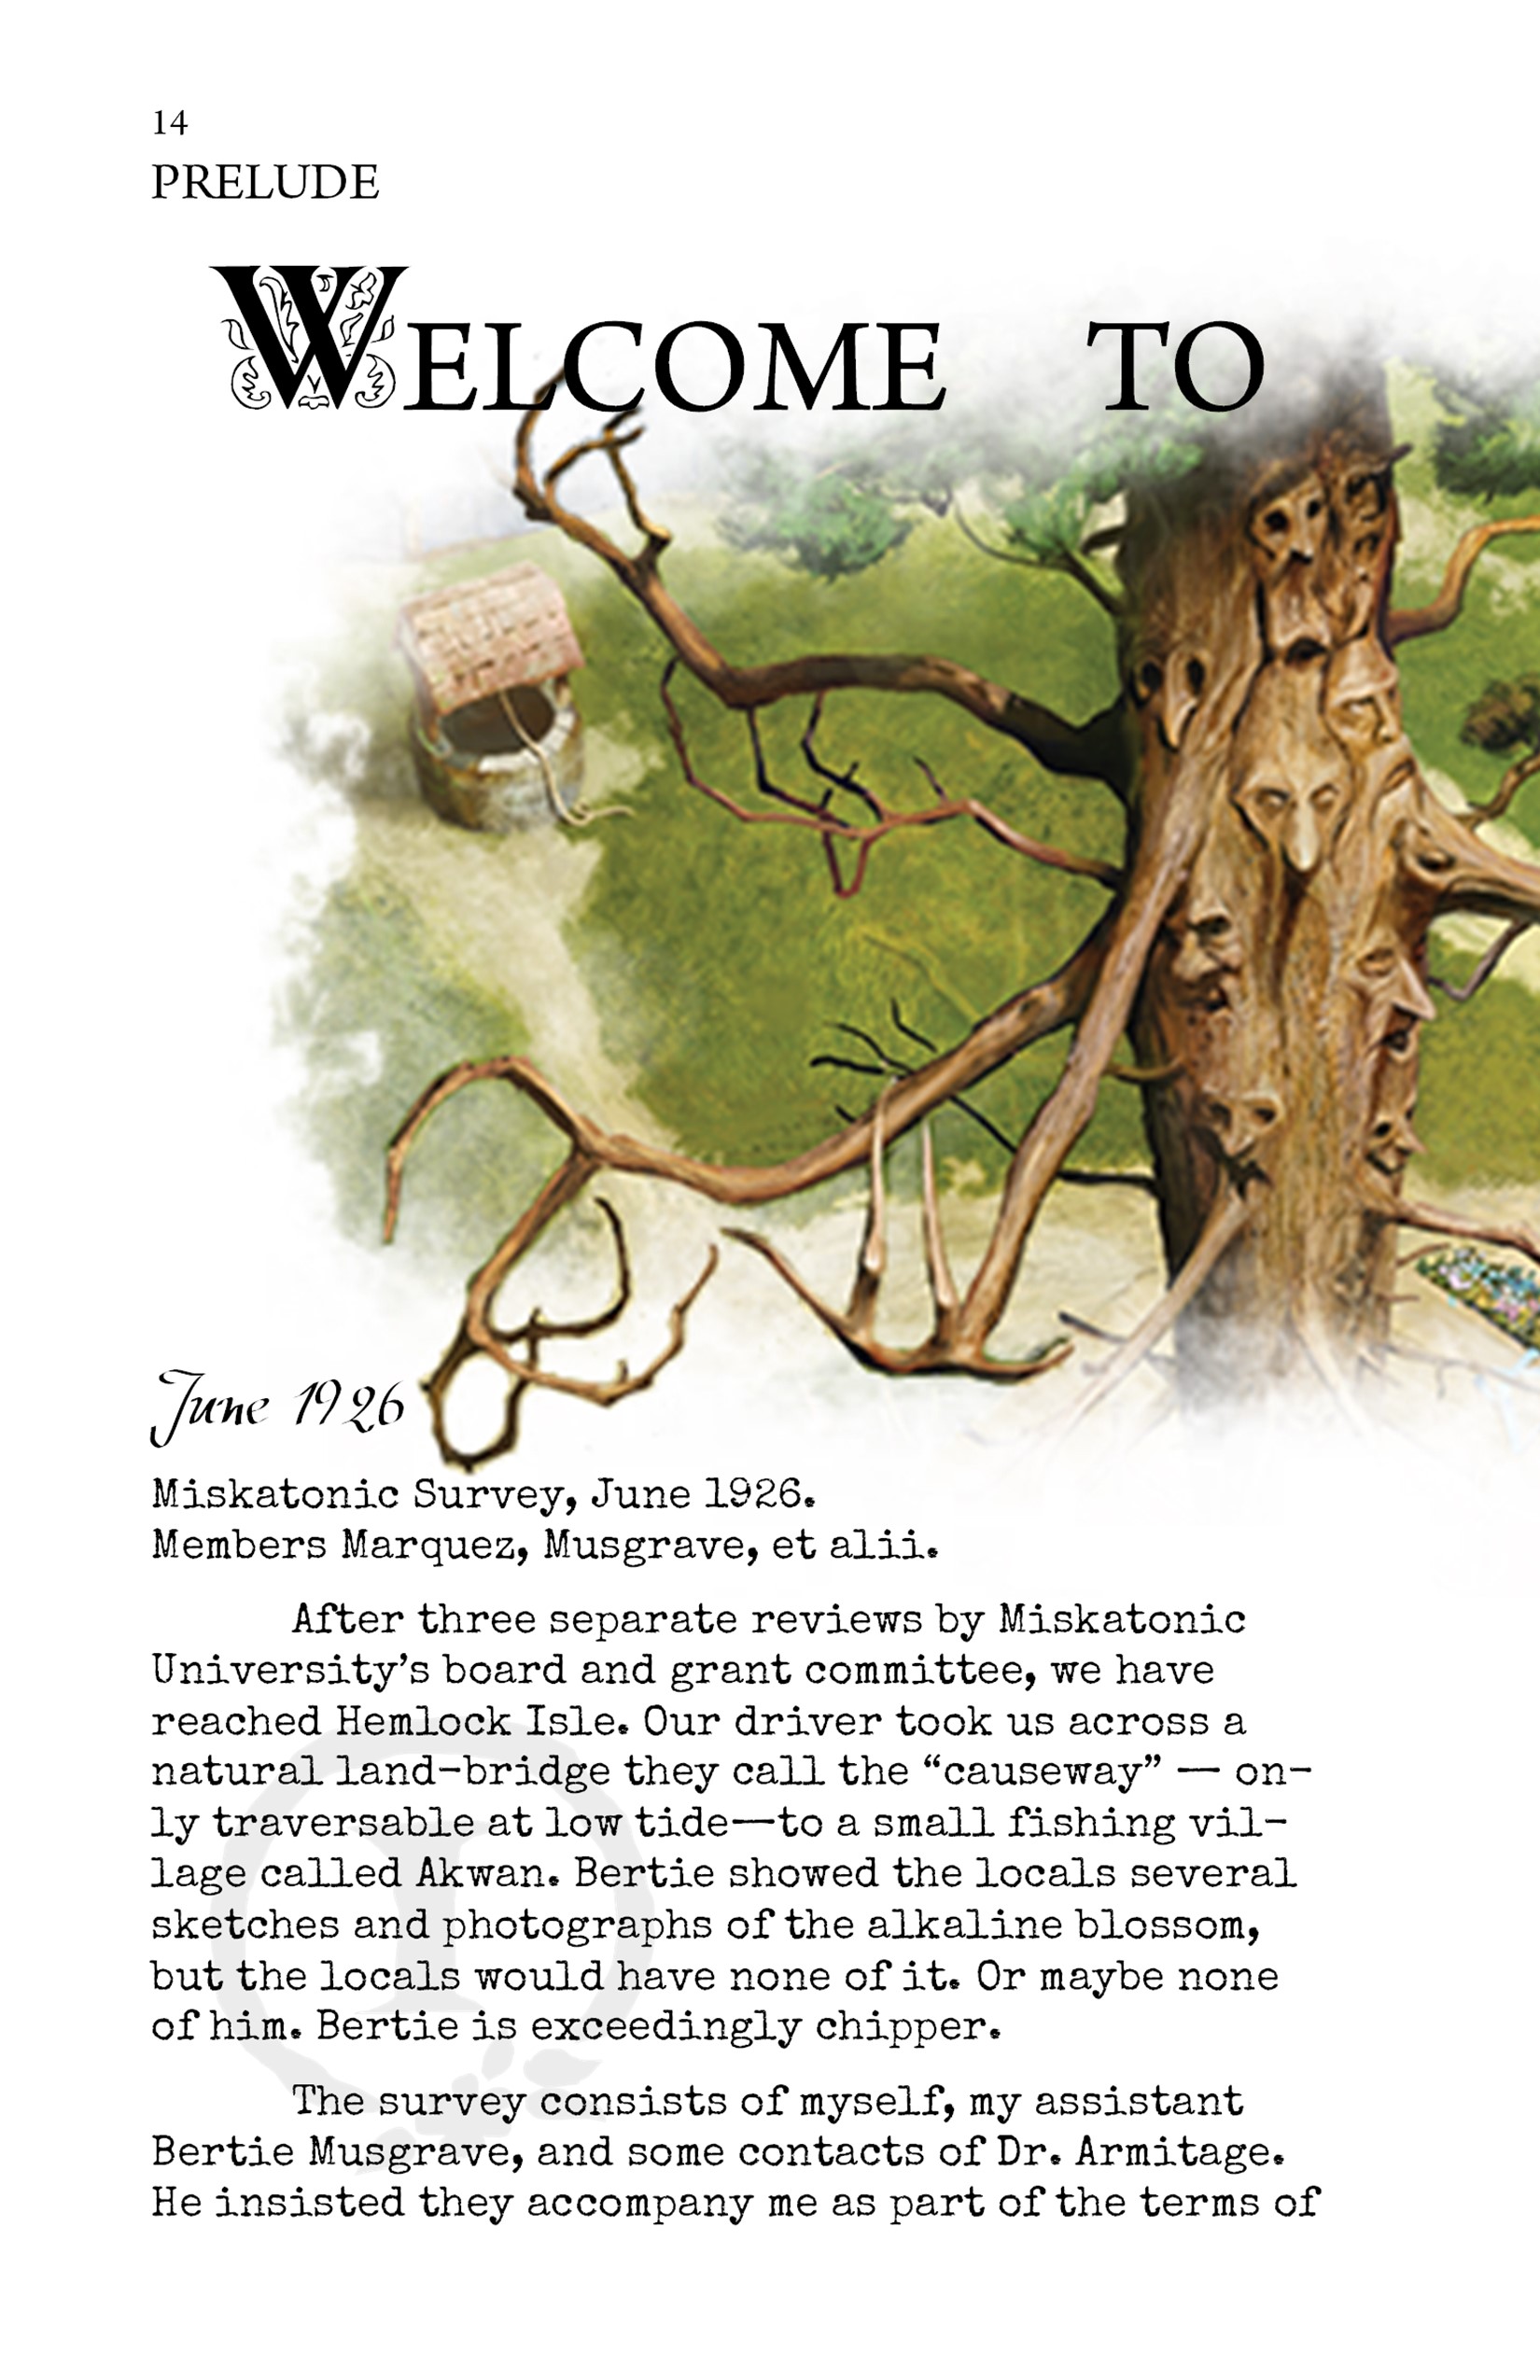 14
PRELUDE
WELCOME TO
June 1926
Miskatonic Survey, June 1926.
Members Marquez, Musgrave, et alii.
After three separate reviews by Miskatonic
University’s board and grant committee, we have
reached Hemlock Isle. Our driver took us across a
natural land-bridge they call the “causeway” — on-
ly traversable at low tide—to a small fishing vil-
lage called Akwan. Bertie showed the locals several
sketches and photographs of the alkaline blossom,
but the locals would have none of it. Or maybe none
of him. Bertie is exceedingly chipper.
The survey consists of myself, my assistant
Bertie Musgrave, and some contacts of Dr. Armitage.
He insisted they accompany me as part of the terms of